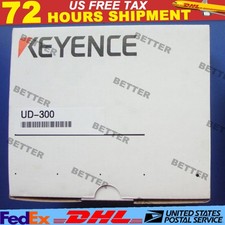 72
US FREE TAX
HOURS SHIPMENT
KEYENCE
BETTER
BETTER
BETTER
UD-300
BETTER
BETTER
BETTER
BETTER
BETTER
FedEx
DHL
UNITED STATES
POSTAL SERVICE